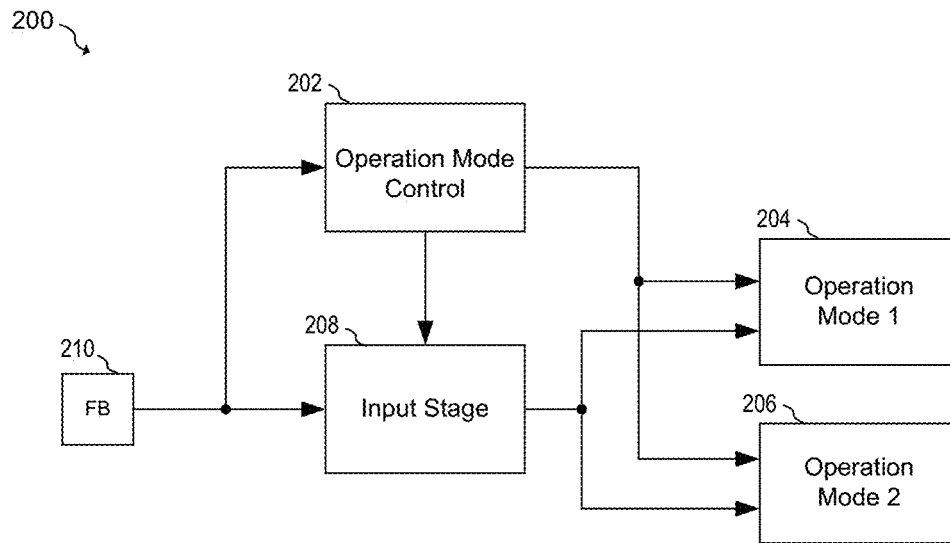 200
202
Operation Mode
Control
204
Operation
Mode 1
208
Input Stage
210
FB
206
Operation
Mode 2